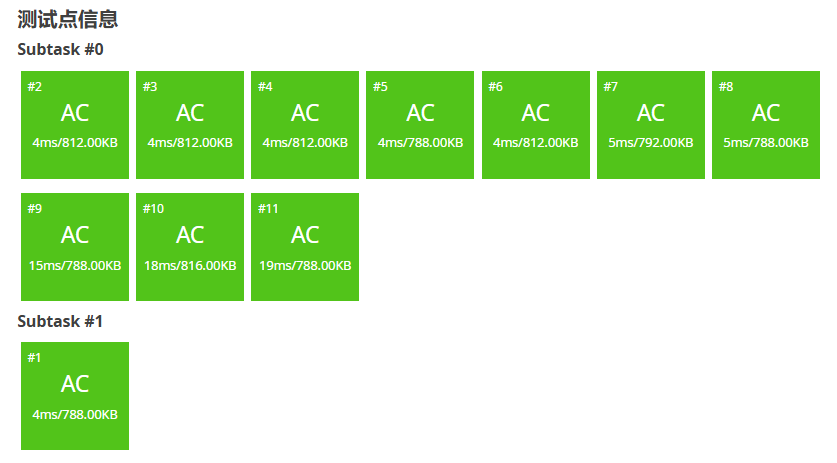 测试点信息
Subtask #0
#2 #3 #4 #5 #6 #7 #8
AC AC AC AC AC AC AC
4ms/812.00KB 4ms/812.00KB 4ms/812.00KB 4ms/788.00KB 4ms/812.00KB 5ms/792.00KB 5ms/788.00KB
#9 #10 #11
AC AC AC
15ms/788.00KB 18ms/816.00KB 19ms/788.00KB
Subtask #1
#1
AC
4ms/788.00KB